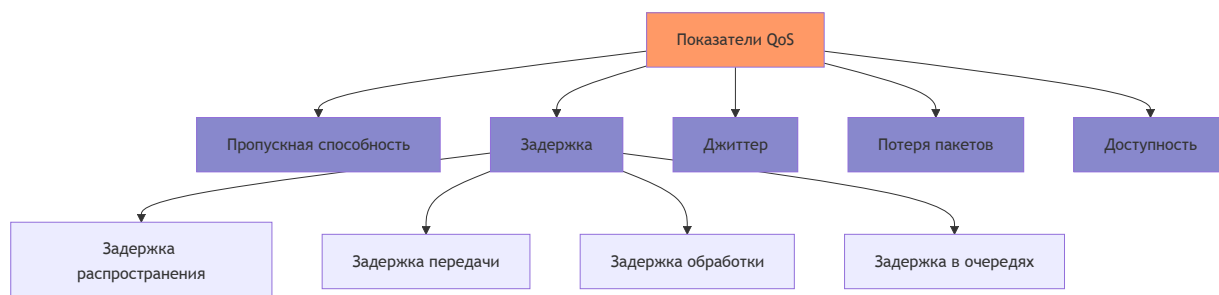 Показатели QoS
Пропускная способность
Задержка
Джиттер
Потеря пакетов
Доступность
Задержка
распространения
Задержка передачи
Задержка обработки
Задержка в очередях